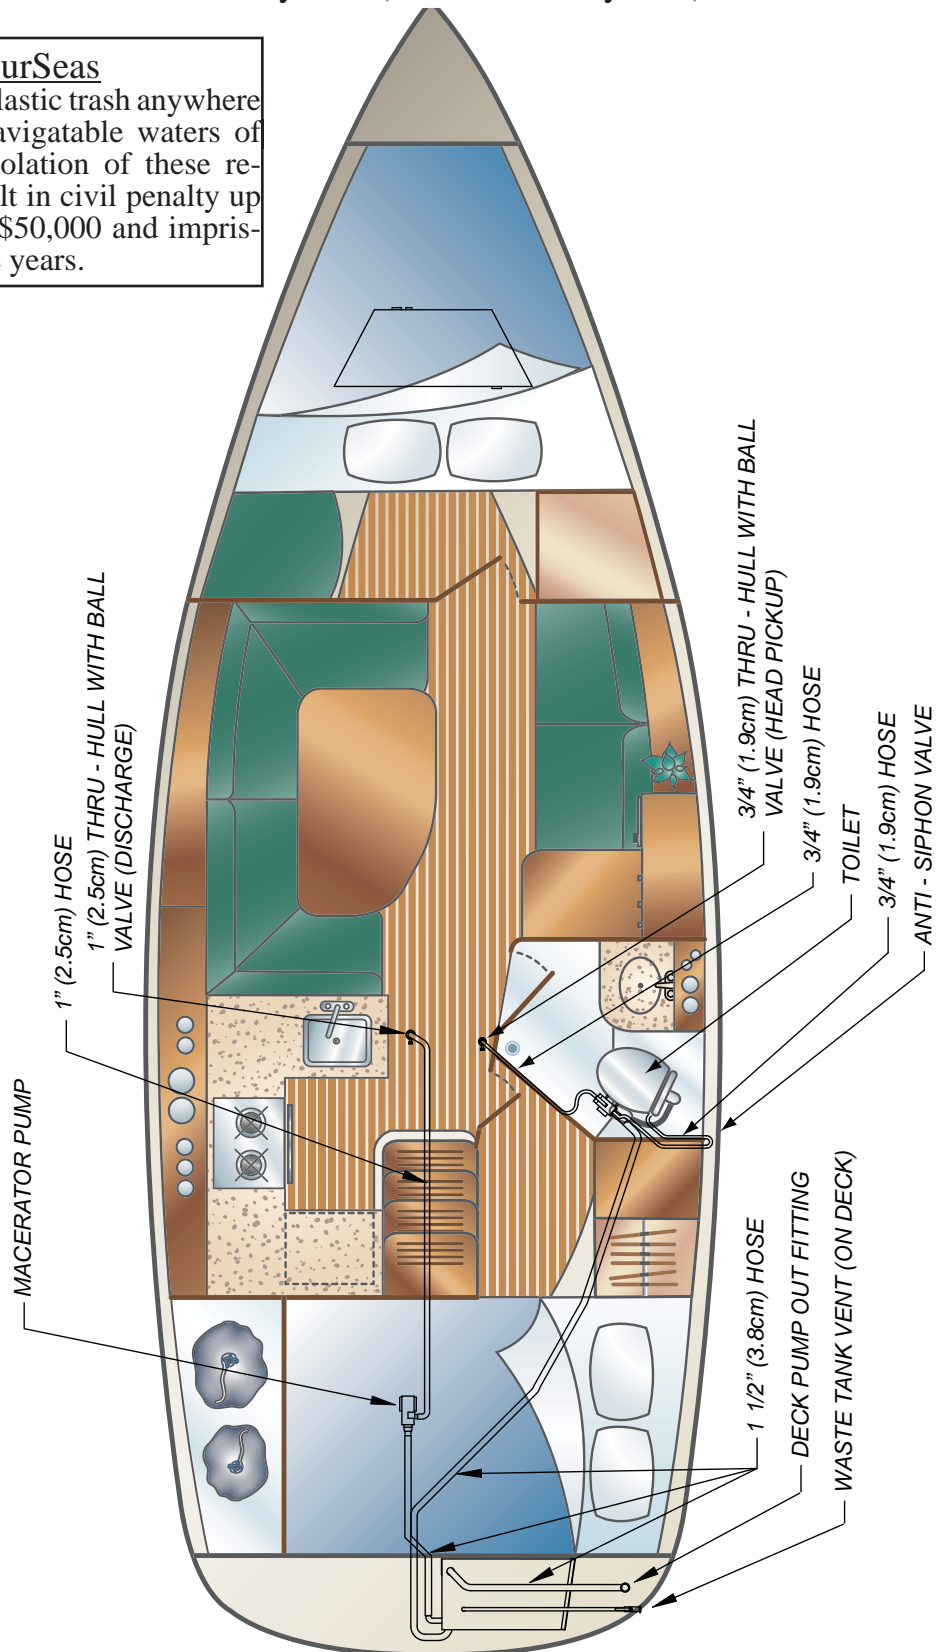 urSeas
lastic trash anywhere
avigatable waters of
olation of these re-
lt in civil penalty up
$50,000 and impris-
years.
3/4” (1.9cm) THRU - HULL WITH BALL
VALVE (HEAD PICKUP)
3/4” (1.9cm) HOSE
TOILET
3/4” (1.9cm) HOSE
ANTI - SIPHON VALVE
1” (2.5cm) HOSE
1” (2.5cm) THRU - HULL WITH BALL
VALVE (DISCHARGE)
MACERATOR PUMP
1 1/2” (3.8cm) HOSE
DECK PUMP OUT FITTING
WASTE TANK VENT (ON DECK)